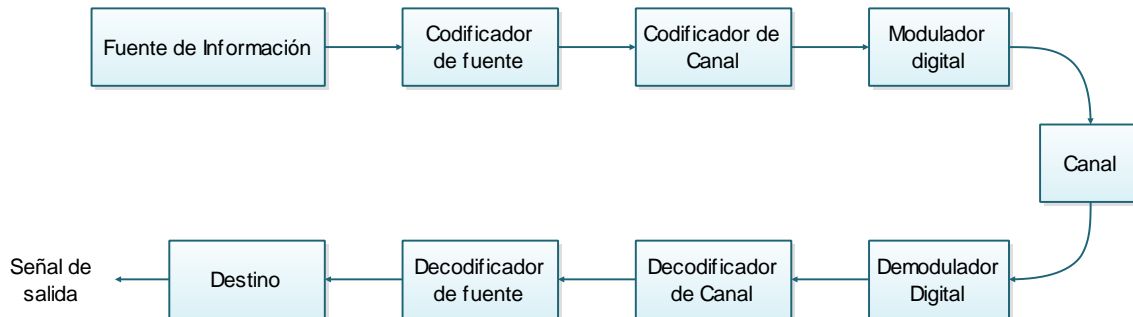 Fuente de Información
Codificador
de fuente
Codificador de
Canal
Modulador
digital
Canal
Señal de
salida
Destino
Decodificador
de fuente
Decodificador
de Canal
Demodulador
Digital